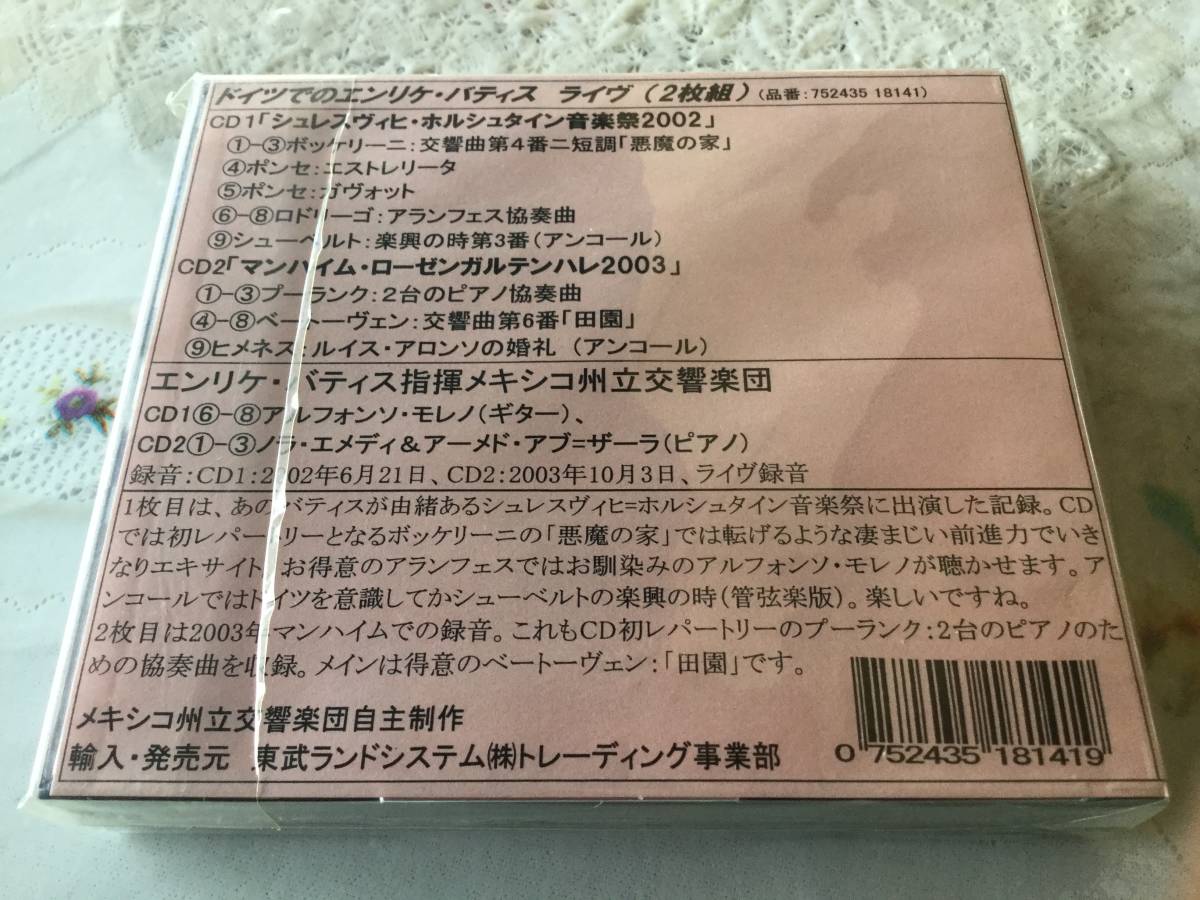 ドイツでのエンリケ・バティス ライヴ（2枚組）（品番：752435 18141）
CD1「シュレスヴィヒ・ホルシュタイン音楽祭2002」
①-③ボッケリーニ：交響曲第4番ニ短調「悪魔の家」
④ポンセ：エストレリータ
⑤ポンセ：ガヴォット
⑥-⑧ロドリーゴ：アランフェス協奏曲
⑨シューベルト：楽興の時第3番（アンコール）
CD2「マンハイム・ローゼンガルテンハレ2003」
①-③プーランク：2台のピアノ協奏曲
④-⑧ベートーヴェン：交響曲第6番「田園」
⑨ヒメネス：ルイス・アロンソの婚礼（アンコール）
エンリケ・バティス指揮メキシコ州立交響楽団
CD1⑥-⑧アルフォンソ・モレノ（ギター）、
CD2①-③ノラ・エメディ＆アーメド・アブ=ザーラ（ピアノ）
録音：CD1：2002年6月21日、CD2：2003年10月3日、ライヴ録音
1枚目は、あのバティスが由緒あるシュレスヴィヒ=ホルシュタイン音楽祭に出演した記録。CD
では初レパートリーとなるボッケリーニの「悪魔の家」では転げるような凄まじい前進力でいき
なりエキサイト、お得意のアランフェスではお馴染みのアルフォンソ・モレノが聴かせます。ア
ンコールではドイツを意識してかシューベルトの楽興の時（管弦楽版）。楽しいですね。
2枚目は2003年マンハイムでの録音。これもCD初レパートリーのプーランク：2台のピアノのた
めの協奏曲を収録。メインは得意のベートーヴェン：「田園」です。
メキシコ州立交響楽団自主制作
輸入・発売元 東武ランドシステム㈱トレーディング事業部
0 752435 181419